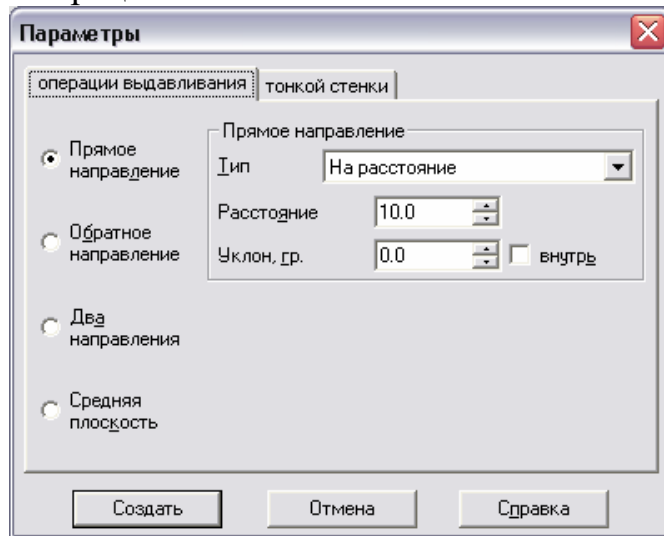 Параметры
операции выдавливания
тонкой стенки
Прямое направление
Прямое направление
Тип
На расстояние
Расстояние
10.0
Обратное направление
Уклон, гр.
0.0
внутрь
Два направления
Средняя плоскость
Создать
Отмена
Справка